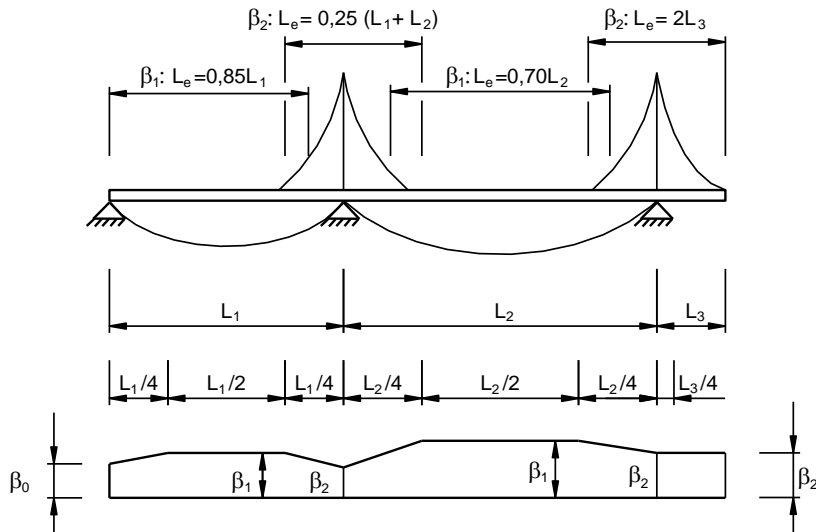 β2: Le = 0,25 (L1+ L2)
β2: Le = 2L3
β1: Le=0,85L1
β1: Le=0,70L2
L1
L2
L3
L1/4
L1/2
L1/4
L2/4
L2/2
L2/4
L3/4
β0
β1
β2
β1
β2
β2